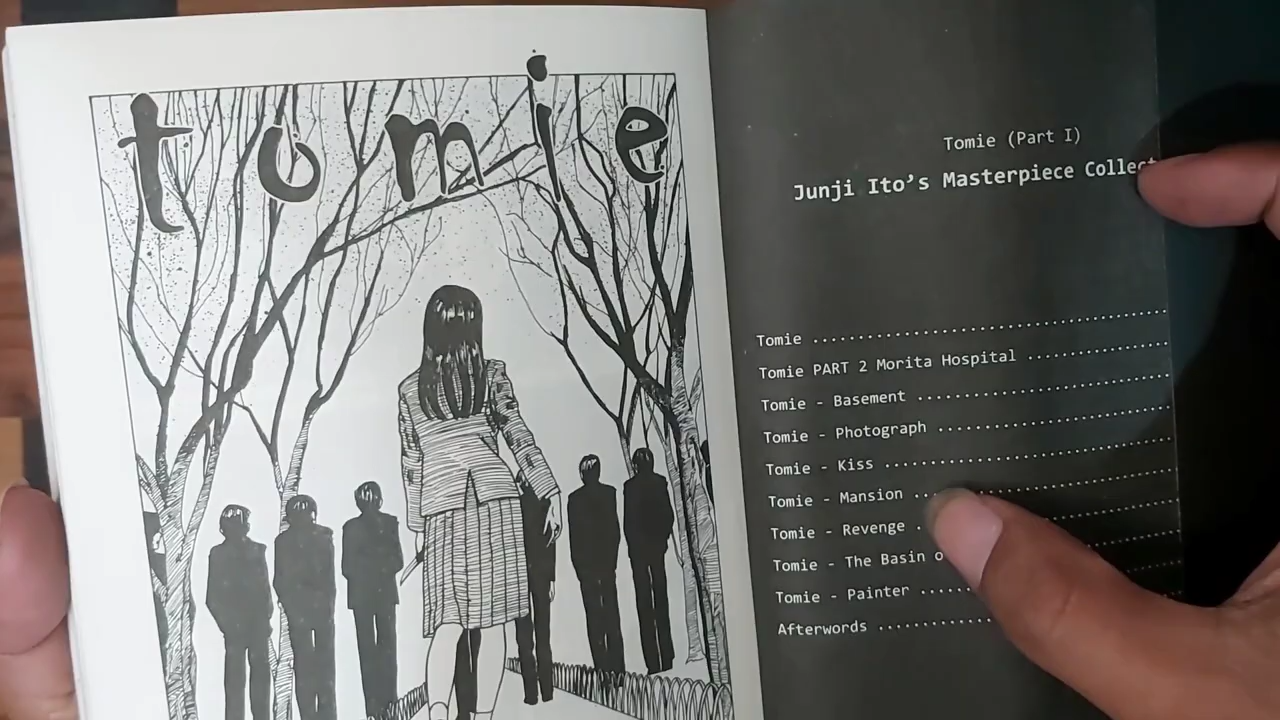 tomie
Tomie (Part I)
Junji Ito’s Masterpiece
Tomie ........................................
Tomie PART 2 Morita Hospital ................
Tomie - Basement .............................
Tomie - Photograph ..........................
Tomie - Kiss .................................
Tomie - Mansion ..............................
Tomie - Revenge .
Tomie - The Basin
Tomie - Painter ......
Afterwords .............